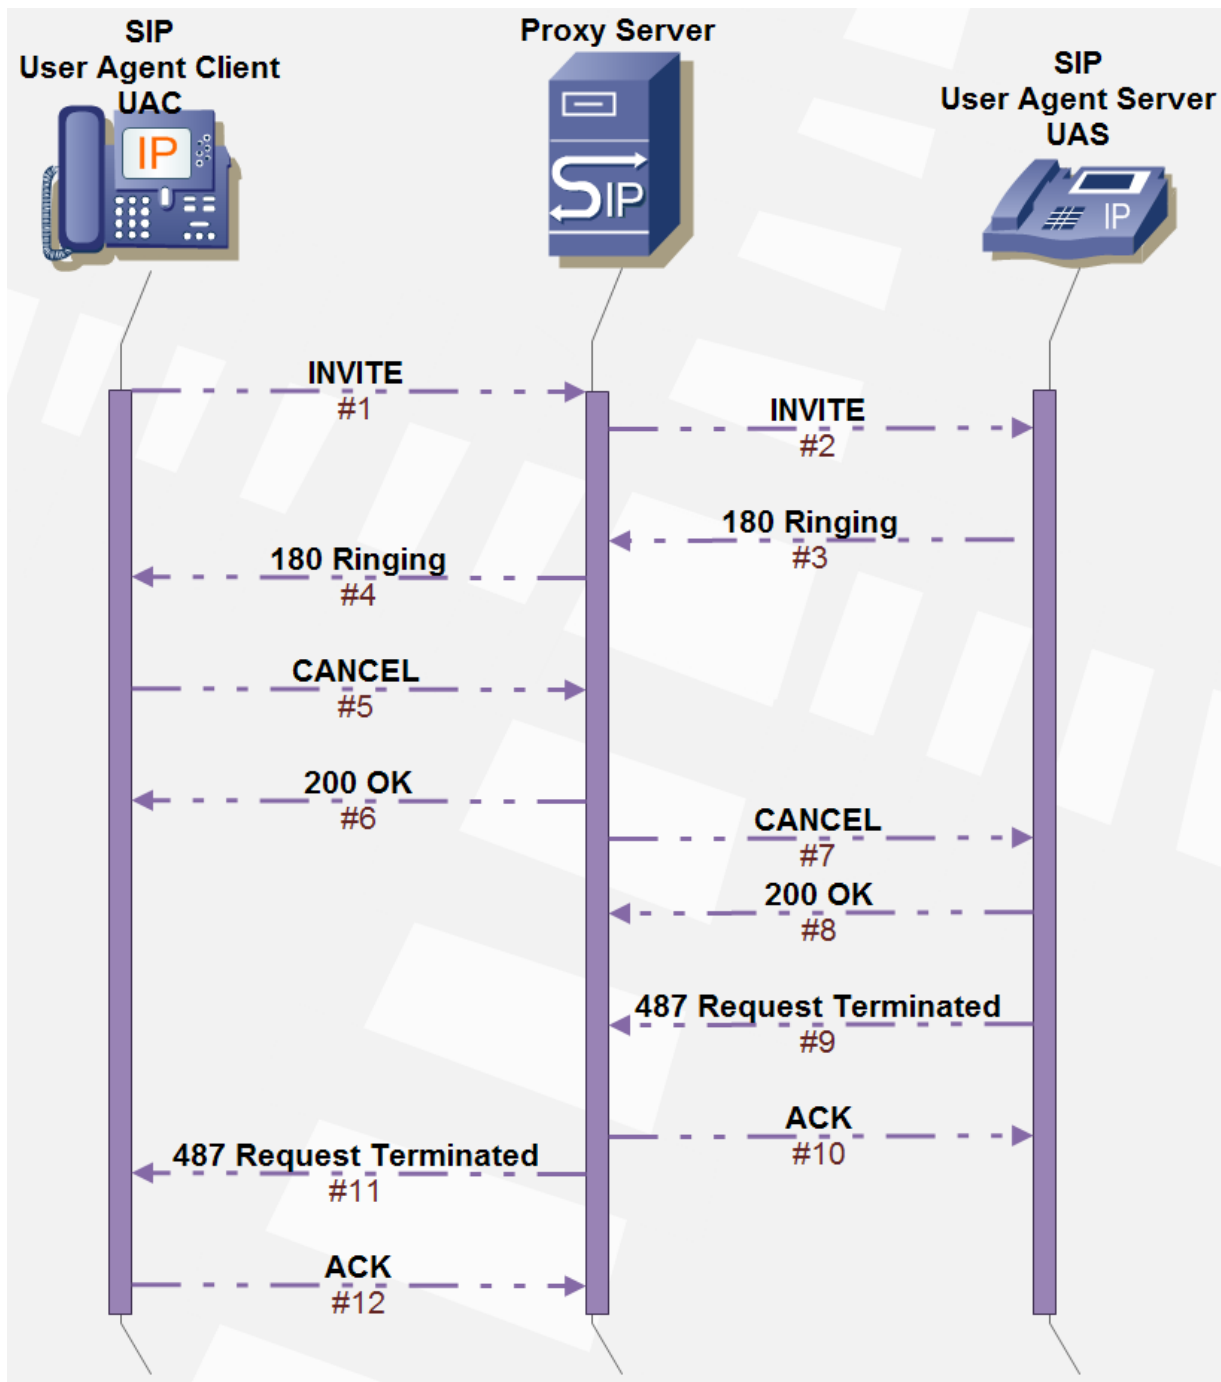 SIP
User Agent Client
UAC
Proxy Server
SIP
User Agent Server
UAS
IP
SIP
IP
INVITE
#1
INVITE
#2
180 Ringing
#3
180 Ringing
#4
CANCEL
#5
200 OK
#6
CANCEL
#7
200 OK
#8
487 Request Terminated
#9
ACK
#10
487 Request Terminated
#11
ACK
#12